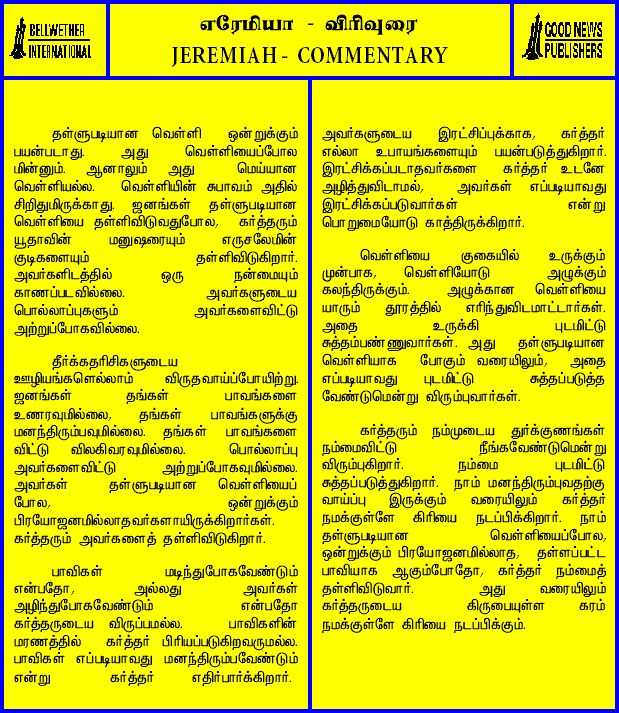 BELLWETHER
INTERNATIONAL
எரேமியா - விரிவுரை
JEREMIAH - COMMENTARY
GOOD NEWS
PUBLISHERS
தள்ளுபடியான வெள்ளி ஒன்றுக்கும்
பயன்படாது. அது வெள்ளியைப்போல
மின்னும். ஆனாலும் அது மெய்யான
வெள்ளியல்ல. வெள்ளியின் சுபாவம் அதில்
சிறிதுமிருக்காது. ஜனங்கள் தள்ளுபடியான
வெள்ளியை தள்ளிவிடுவதுபோல, கர்த்தரும்
யூதாவின் மனுஷரையும் எருசலேமின்
குடிகளையும் தள்ளிவிடுகிறார்.
அவர்களிடத்தில் ஒரு நன்மையும்
காணப்படவில்லை. அவர்களுடைய
பொல்லாப்புகளும் அவர்களைவிட்டு
அற்றுப்போகவில்லை.
தீர்க்கதரிசிகளுடைய
ஊழியங்களெல்லாம் விருதவாய்ப்போயிற்று.
ஜனங்கள் தங்கள் பாவங்களை
உணரவுமில்லை, தங்கள் பாவங்களுக்கு
மனந்திரும்பவுமில்லை. தங்கள் பாவங்களை
விட்டு விலகிவரவுமில்லை. பொல்லாப்பு
அவர்களைவிட்டு அற்றுப்போகவுமில்லை.
அவர்கள் தள்ளுபடியான வெள்ளியைப்
போல, ஒன்றுக்கும்
பிரயோஜனமில்லாதவர்களாயிருக்கிறார்கள்.
கர்த்தரும் அவர்களைத் தள்ளிவிடுகிறார்.
பாவிகள் மடிந்துபோகவேண்டும்
என்பதோ, அல்லது அவர்கள்
அழிந்துபோகவேண்டும் என்பதோ
கர்த்தருடைய விருப்பமல்ல. பாவிகளின்
மரணத்தில் கர்த்தர் பிரியப்படுகிறவருமல்ல.
பாவிகள் எப்படியாவது மனந்திரும்பவேண்டும்
என்று கர்த்தர் எதிர்பார்க்கிறார்.
அவர்களுடைய இரட்சிப்புக்காக, கர்த்தர்
எல்லா உபாயங்களையும் பயன்படுத்துகிறார்.
இரட்சிக்கப்படாதவர்களை கர்த்தர் உடனே
அழித்துவிடாமல், அவர்கள் எப்படியாவது
இரட்சிக்கப்படுவார்கள் என்று
பொறுமையோடு காத்திருக்கிறார்.
வெள்ளியை குகையில் உருக்கும்
முன்பாக, வெள்ளியோடு அழுக்கும்
கலந்திருக்கும். அழுக்கான வெள்ளியை
யாரும் தூரத்தில் எரிந்துவிடமாட்டார்கள்.
அதை உருக்கி புடமிட்டு
சுத்தம்பண்ணுவார்கள். அது தள்ளுபடியான
வெள்ளியாக போகும் வரையிலும், அதை
எப்படியாவது புடமிட்டு சுத்தப்படுத்த
வேண்டுமென்று விரும்புவார்கள்.
கர்த்தரும் நம்முடைய துர்க்குணங்கள்
நம்மைவிட்டு நீங்கவேண்டுமென்று
விரும்புகிறார். நம்மை புடமிட்டு
சுத்தப்படுத்துகிறார். நாம் மனந்திரும்புவதற்கு
வாய்ப்பு இருக்கும் வரையிலும் கர்த்தர்
நமக்குள்ளே கிரியை நடப்பிக்கிறார். நாம்
தள்ளுபடியான வெள்ளியைப்போல,
ஒன்றுக்கும் பிரயோஜனமில்லாத, தள்ளப்பட்ட
பாவியாக ஆகும்போதோ, கர்த்தர் நம்மைத்
தள்ளிவிடுவார். அது வரையிலும்
கர்த்தருடைய கிருபையுள்ள கரம்
நமக்குள்ளே கிரியை நடப்பிக்கும்.